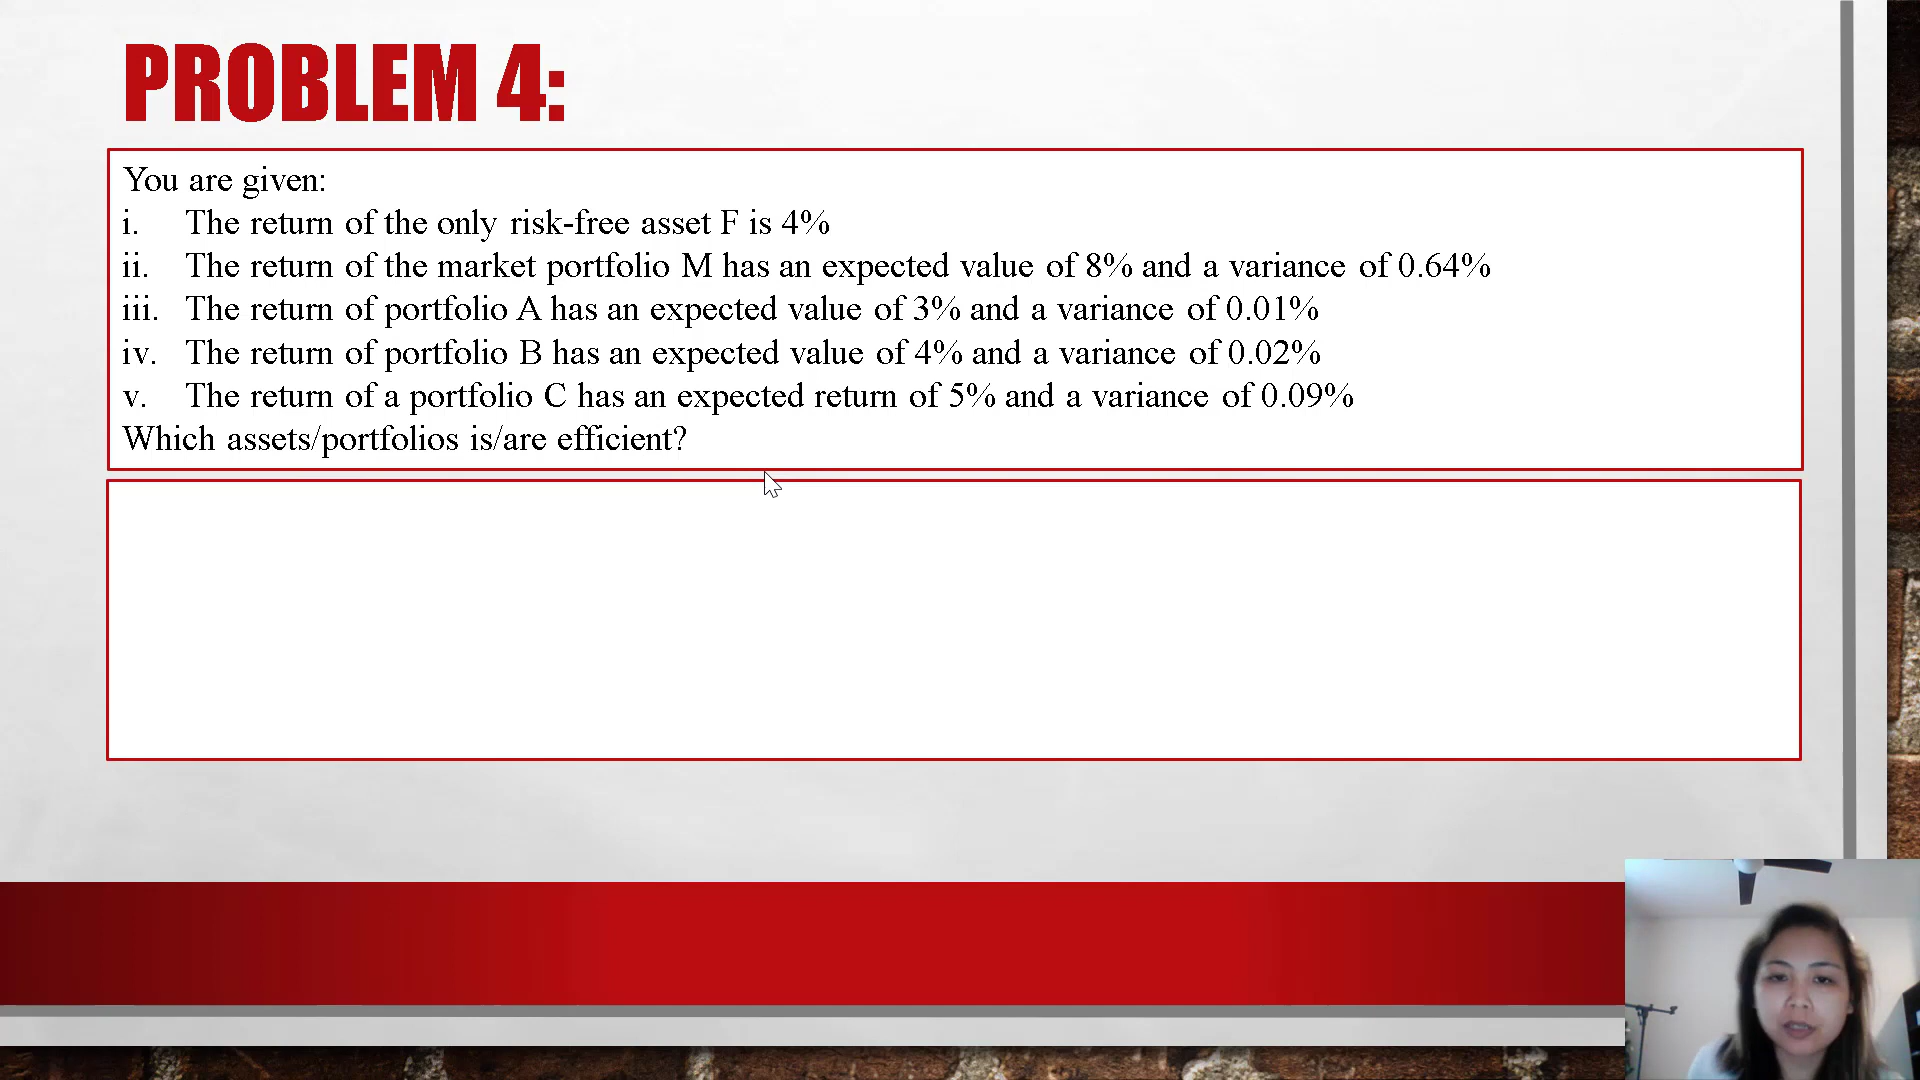 PROBLEM 4:
You are given:
i. The return of the only risk-free asset F is 4%
ii. The return of the market portfolio M has an expected value of 8% and a variance of 0.64%
iii. The return of portfolio A has an expected value of 3% and a variance of 0.01%
iv. The return of portfolio B has an expected value of 4% and a variance of 0.02%
v. The return of a portfolio C has an expected return of 5% and a variance of 0.09%
Which assets/portfolios is/are efficient?